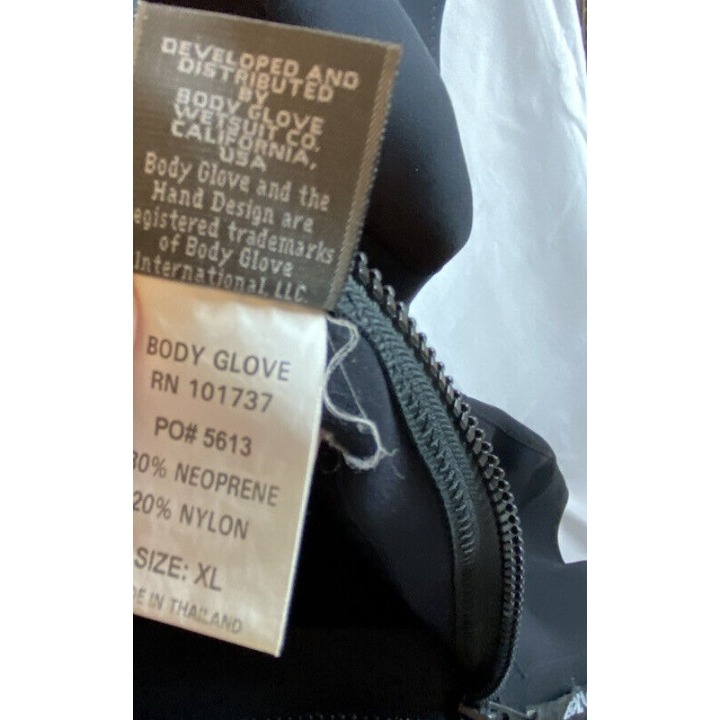 DEVELOPED AND
DISTRIBUTED
BY
BODY GLOVE
WETSUIT CO.
CALIFORNIA,
USA
Body Glove and the
Hand Design are
egistered trademarks
of Body Glove
International, LLC.
BODY GLOVE
RN 101737
PO# 5613
80% NEOPRENE
20% NYLON
SIZE: XL
DE IN THAILAND